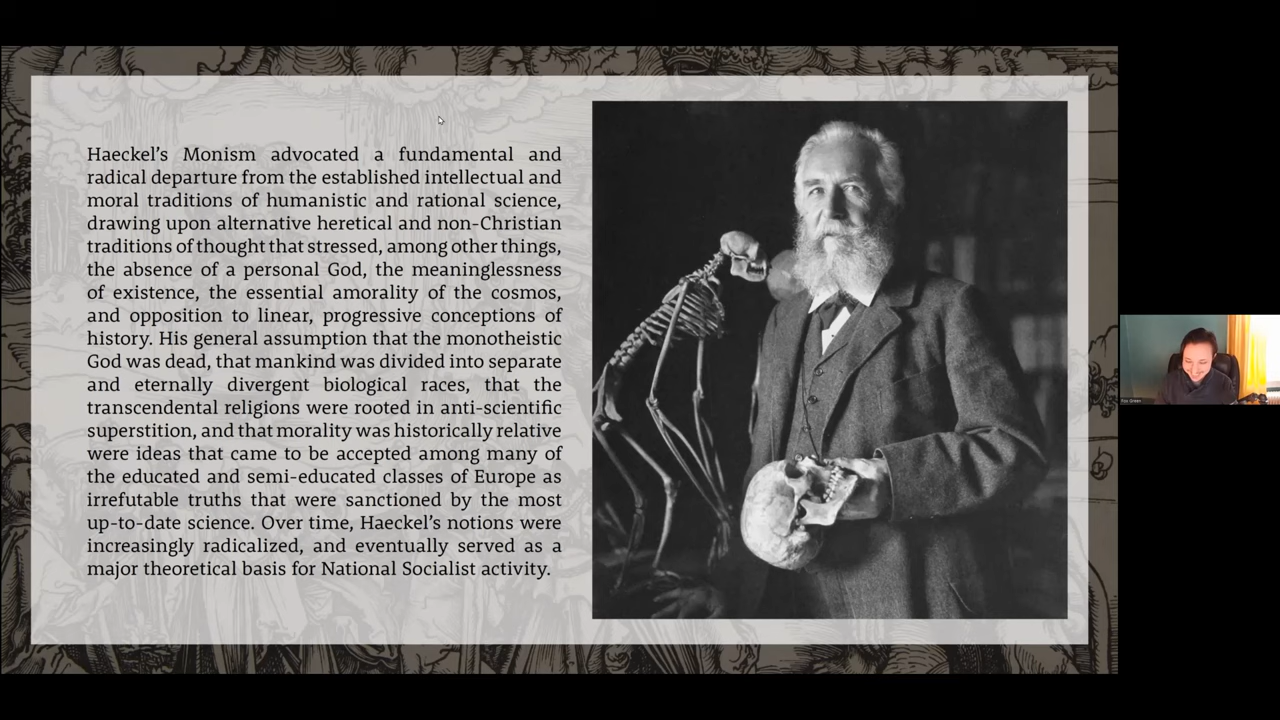 Haeckel’s Monism advocated a fundamental and
radical departure from the established intellectual and
moral traditions of humanistic and rational science,
drawing upon alternative heretical and non-Christian
traditions of thought that stressed, among other things,
the absence of a personal God, the meaninglessness
of existence, the essential amorality of the cosmos,
and opposition to linear, progressive conceptions of
history. His general assumption that the monotheistic
God was dead, that mankind was divided into separate
and eternally divergent biological races, that the
transcendental religions were rooted in anti-scientific
superstition, and that morality was historically relative
were ideas that came to be accepted among many of
the educated and semi-educated classes of Europe as
irrefutable truths that were sanctioned by the most
up-to-date science. Over time, Haeckel’s notions were
increasingly radicalized, and eventually served as a
major theoretical basis for National Socialist activity.
Green